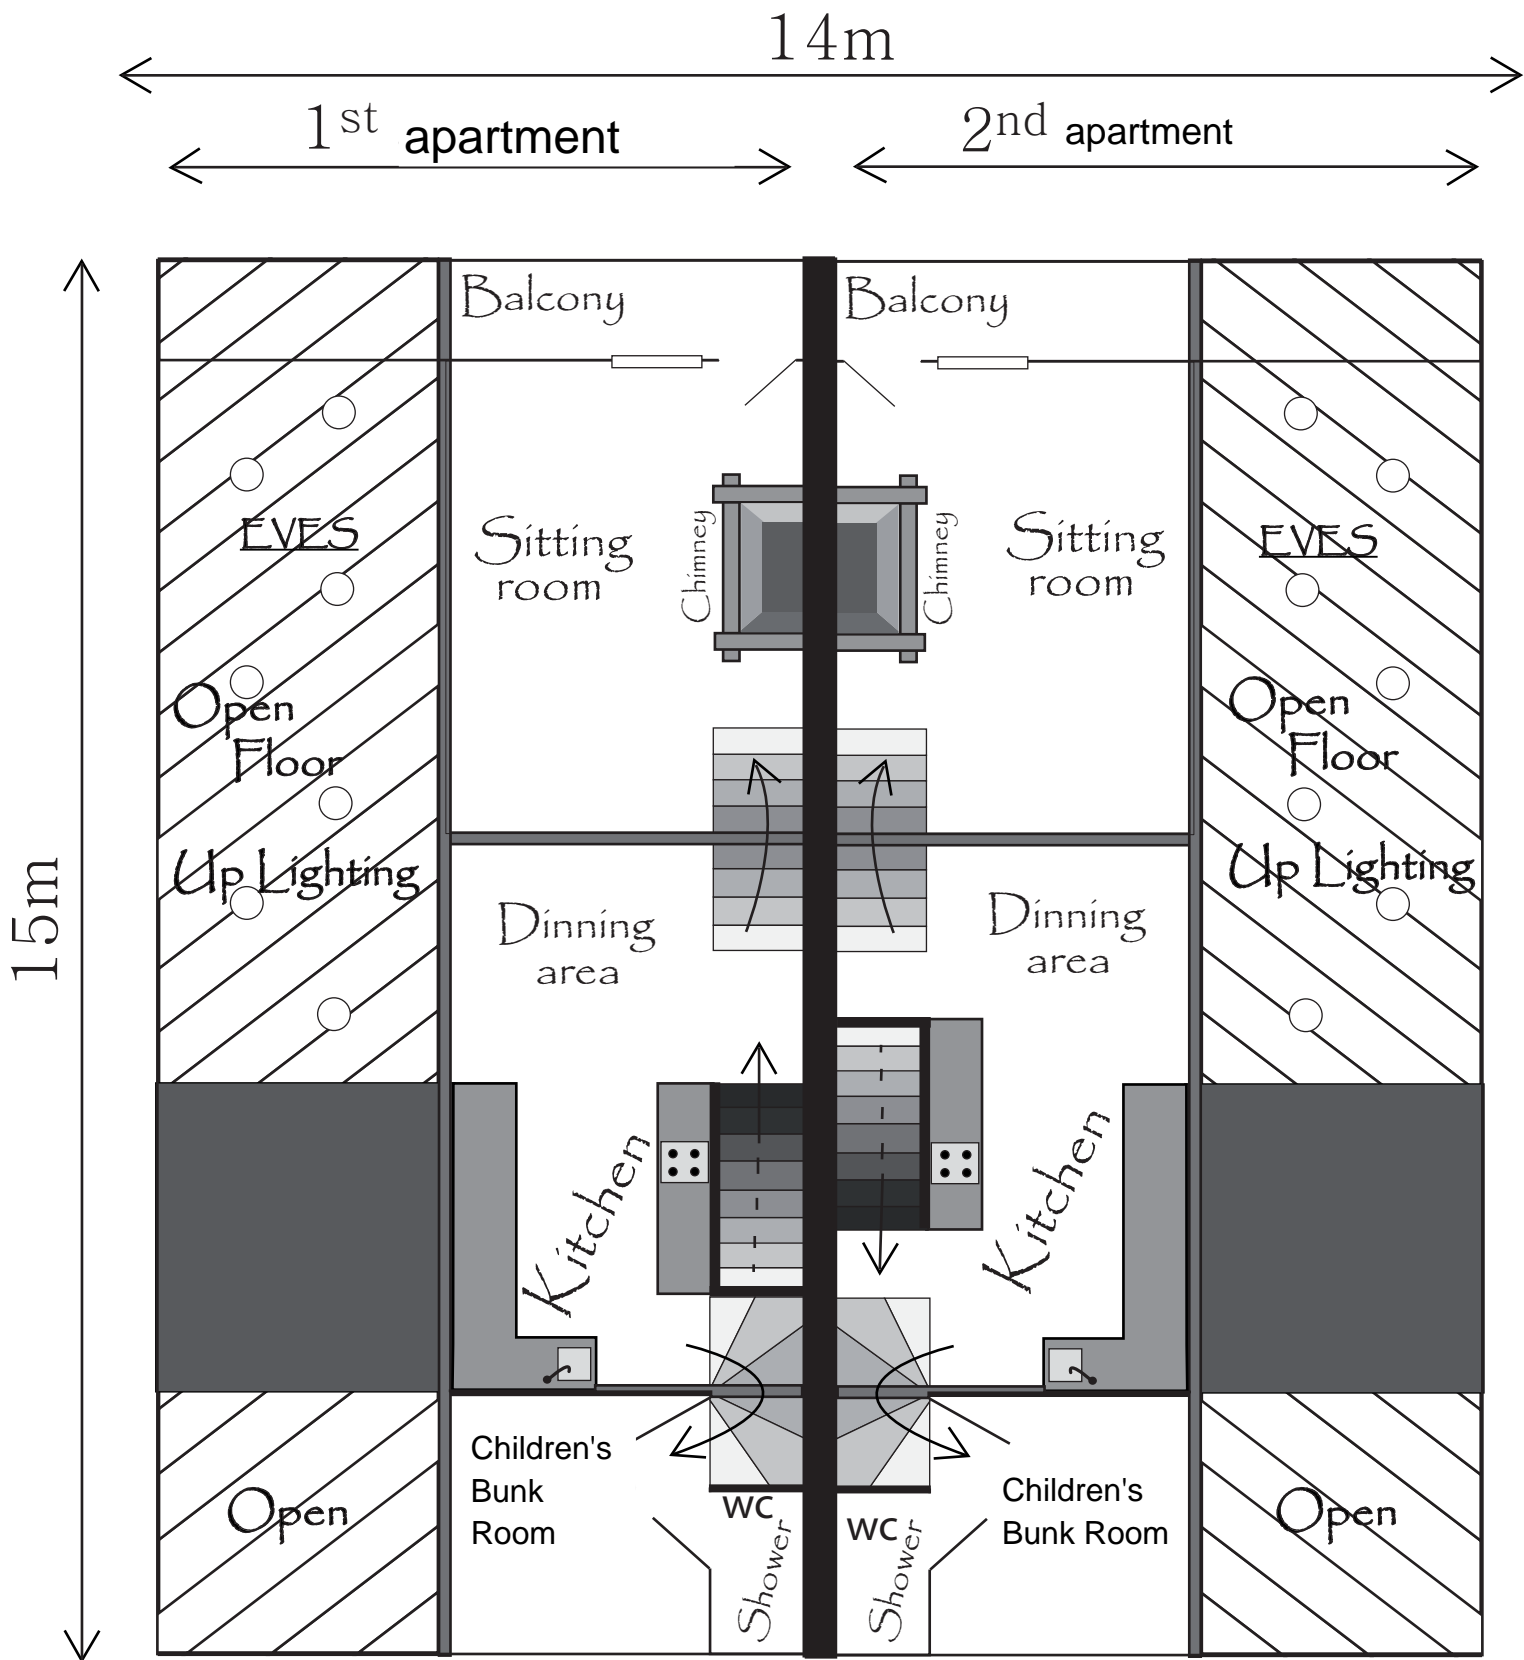 14m
1st apartment
2nd apartment
15m
Balcony
Balcony
EVES
Sitting
room
Chimney
Chimney
Sitting
room
EVES
Open
Floor
Up Lighting
Open
Floor
Up Lighting
Dinning
area
Dinning
area
Kitchen
Kitchen
Children's
Bunk
Room
WC
Shower
WC
Shower
Children's
Bunk Room
Open
Open